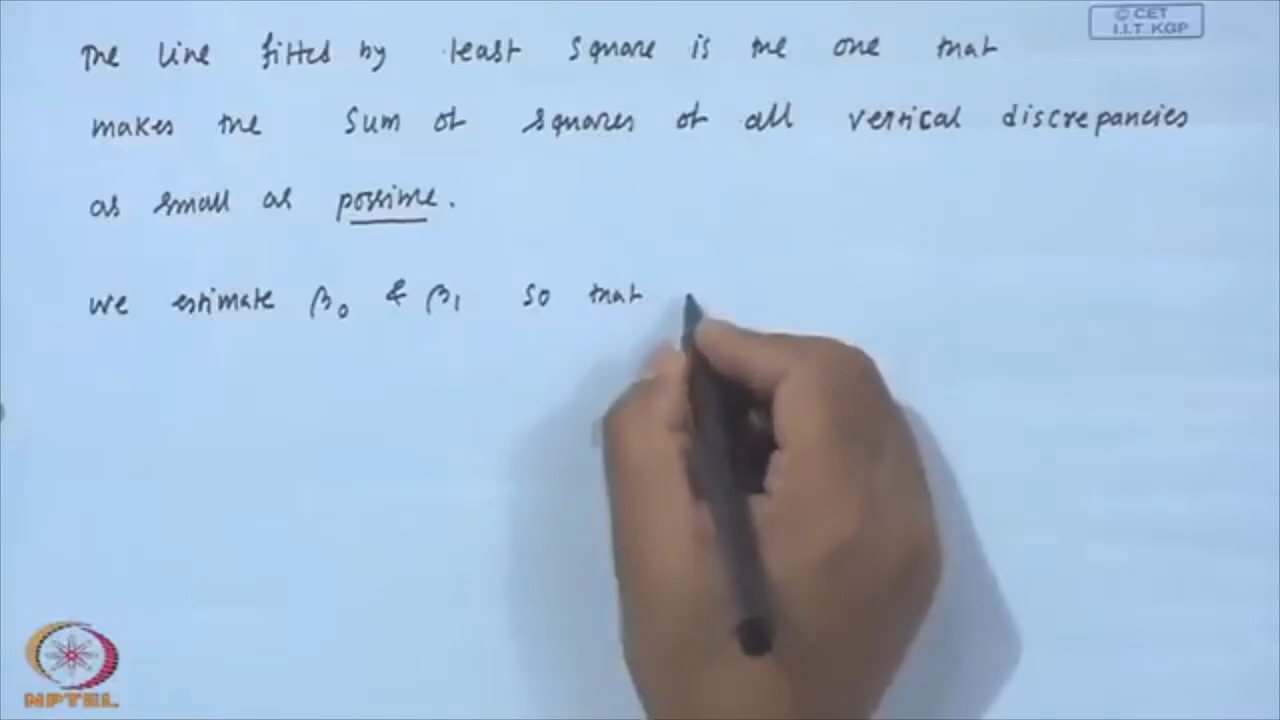 © CET
I.I.T. KGP
The line fitted by least square is the one that
makes the sum of squares of all vertical discrepancies
as small as possible.
we estimate β₀ & β₁ so that
NPTEL